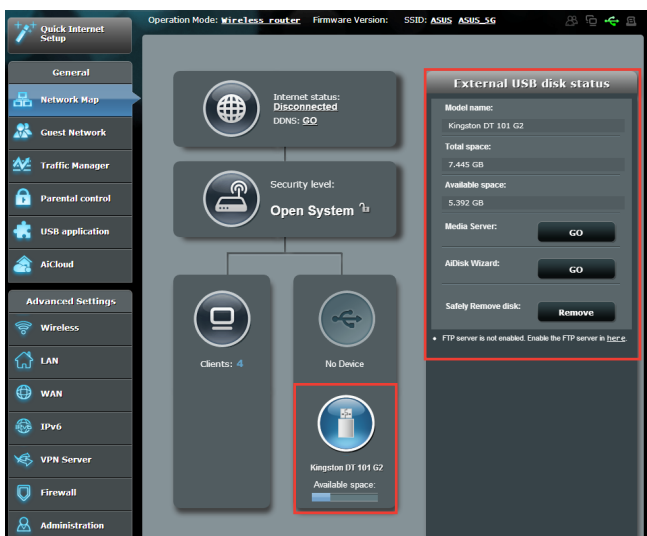 Operation Mode: Wireless router Firmware Version: SSID: ASUS ASUS_5G
Quick Internet
Setup
General
Network Map
Guest Network
Traffic Manager
Parental control
USB application
AiCloud
Advanced Settings
Wireless
LAN
WAN
IPv6
VPN Server
Firewall
Administration
Internet status:
Disconnected
DDNS: GO
Security level:
Open System
Clients: 4
No Device
Kingston DT 101 G2
Available space:
External USB disk status
Model name:
Kingston DT 101 G2
Total space:
7.445 GB
Available space:
5.392 GB
Media Server: GO
AiDisk Wizard: GO
Safely Remove disk: Remove
• FTP server is not enabled. Enable the FTP server in here.